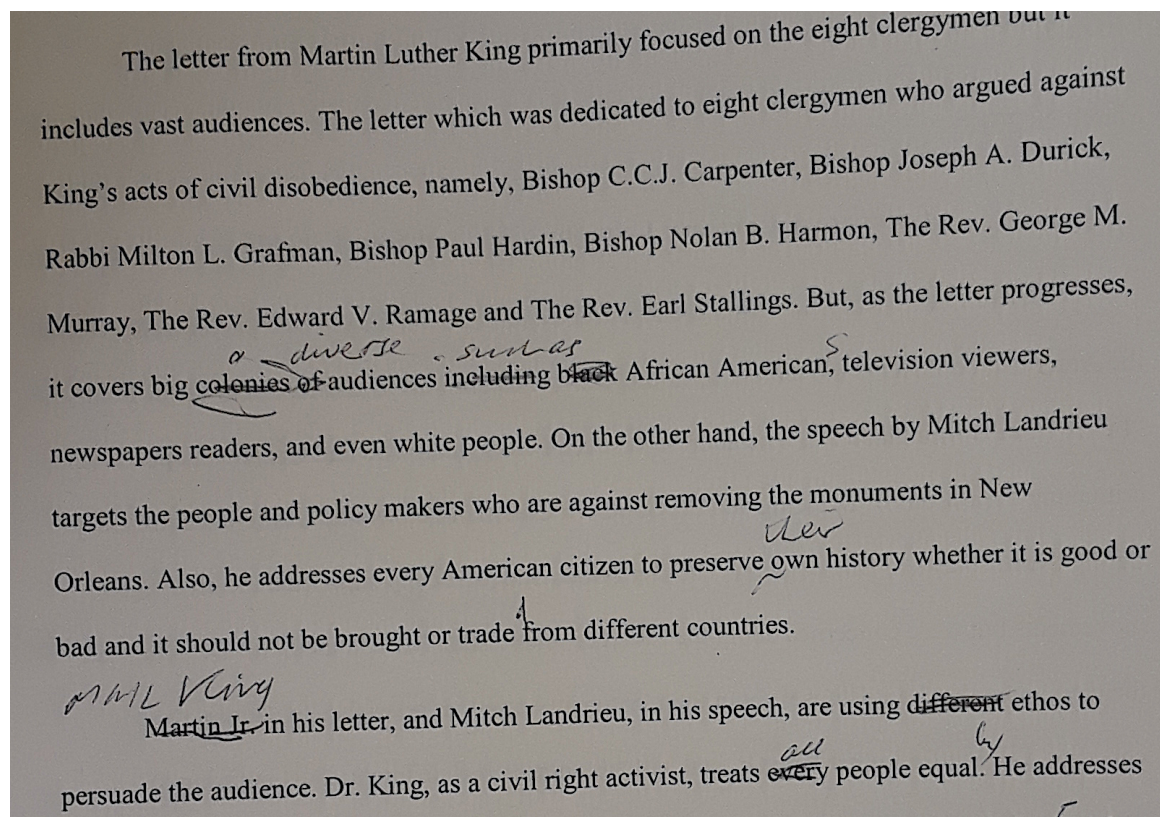 The letter from Martin Luther King primarily focused on the eight clergymen but it
includes vast audiences. The letter which was dedicated to eight clergymen who argued against
King's acts of civil disobedience, namely, Bishop C.C.J. Carpenter, Bishop Joseph A. Durick,
Rabbi Milton L. Grafman, Bishop Paul Hardin, Bishop Nolan B. Harmon, The Rev. George M.
Murray, The Rev. Edward V. Ramage and The Rev. Earl Stallings. But, as the letter progresses,
a diverse such as s
it covers big colonies of audiences including black African American, television viewers,
newspapers readers, and even white people. On the other hand, the speech by Mitch Landrieu
targets the people and policy makers who are against removing the monuments in New
their
Orleans. Also, he addresses every American citizen to preserve own history whether it is good or
d
bad and it should not be brought or trade from different countries.
King
Martin Jr. in his letter, and Mitch Landrieu, in his speech, are using different ethos to
all ly
persuade the audience. Dr. King, as a civil right activist, treats every people equal. He addresses